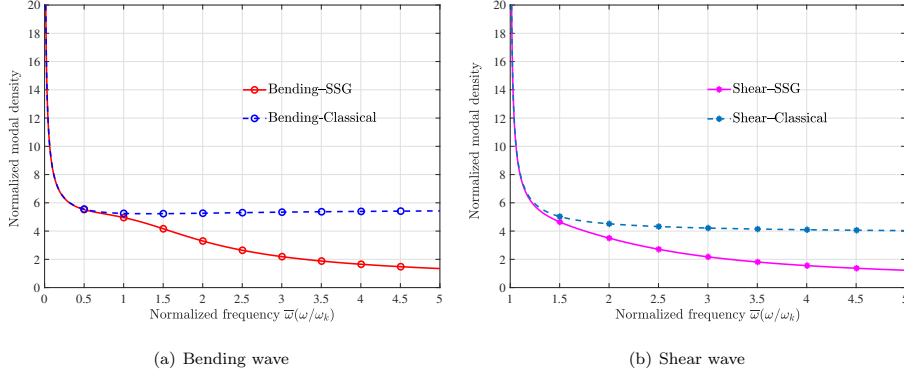 Normalized modal density
20
18
16
14
12
10
8
6
4
2
0
Bending–SSG
Bending-Classical
0 0.5 1 1.5 2 2.5 3 3.5 4 4.5 5
Normalized frequency ω̅(ω/ωₖ)
(a) Bending wave
Normalized modal density
20
18
16
14
12
10
8
6
4
2
0
Shear–SSG
Shear–Classical
1 1.5 2 2.5 3 3.5 4 4.5 5
Normalized frequency ω̅(ω/ωₖ)
(b) Shear wave